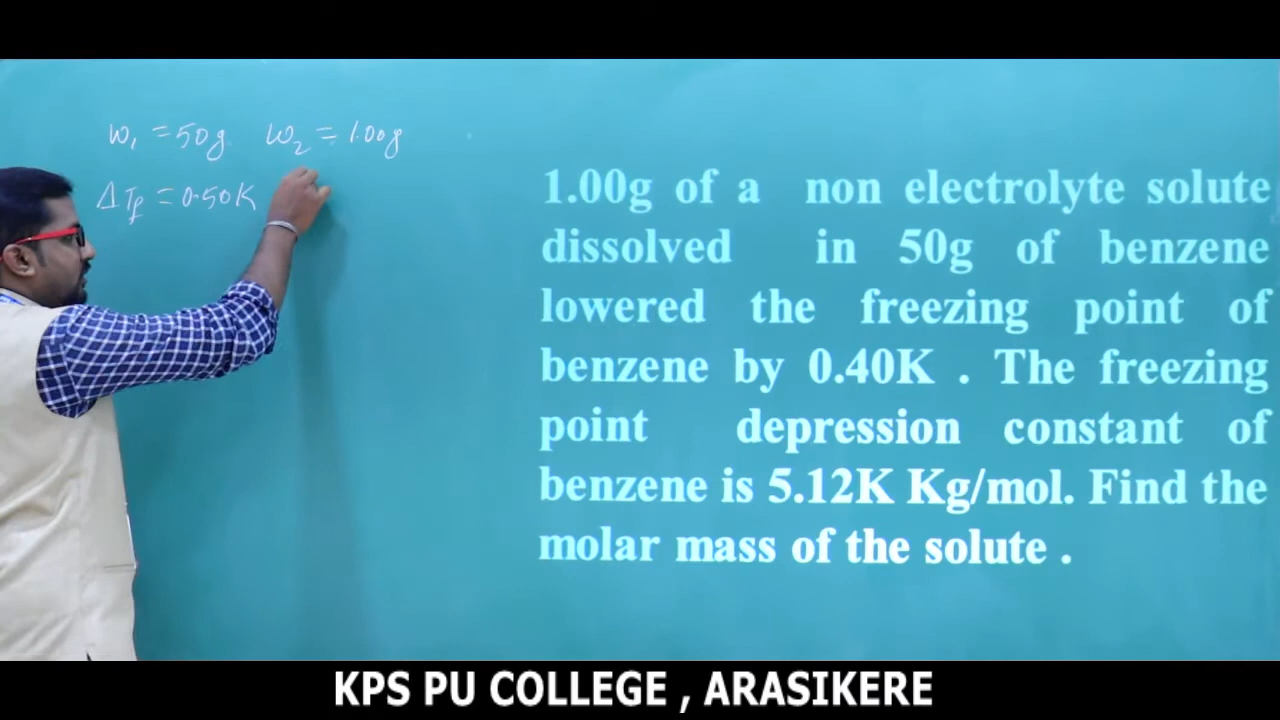 w₁ = 50g w₂ = 1.00g
ΔTf = 0.50K
1.00g of a non electrolyte solute
dissolved in 50g of benzene
lowered the freezing point of
benzene by 0.40K . The freezing
point depression constant of
benzene is 5.12K Kg/mol. Find the
molar mass of the solute .
KPS PU COLLEGE , ARASIKERE